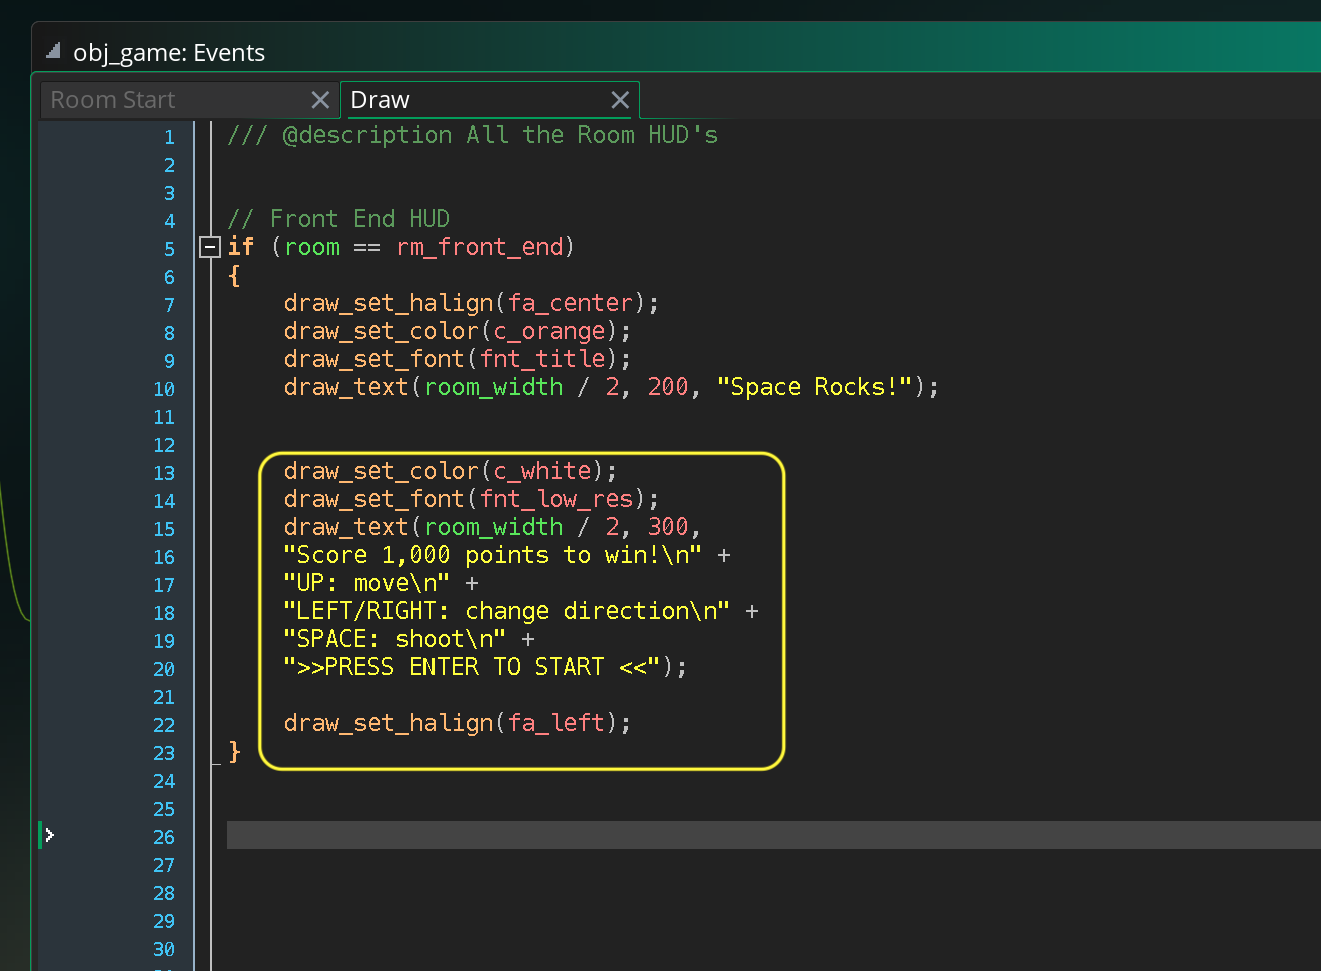 obj_game: Events
Room Start
Draw
1 /// @description All the Room HUD's
2
3
4 // Front End HUD
5 if (room == rm_front_end)
6 {
7 draw_set_halign(fa_center);
8 draw_set_color(c_orange);
9 draw_set_font(fnt_title);
10 draw_text(room_width / 2, 200, "Space Rocks!");
11
12
13 draw_set_color(c_white);
14 draw_set_font(fnt_low_res);
15 draw_text(room_width / 2, 300,
16 "Score 1,000 points to win!\n" +
17 "UP: move\n" +
18 "LEFT/RIGHT: change direction\n" +
19 "SPACE: shoot\n" +
20 ">>PRESS ENTER TO START <<");
21
22 draw_set_halign(fa_left);
23 }
24
25
26
27
28
29
30